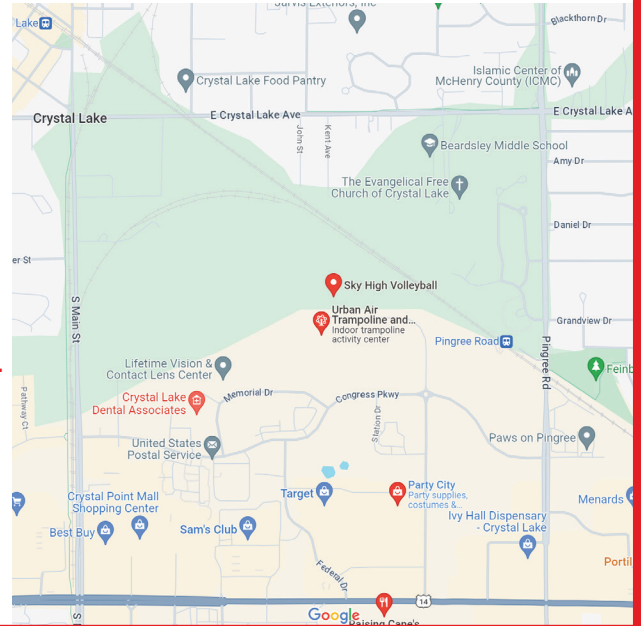 Jarvis Exteriors, Inc
Blackthorn Dr
Lake
Crystal Lake Food Pantry
Islamic Center of
McHenry County (ICMC)
Crystal Lake
E Crystal Lake Ave
E Crystal Lake A
John St
Kent Ave
Beardsley Middle School
Amy Dr
The Evangelical Free
Church of Crystal Lake
Daniel Dr
er St
Sky High Volleyball
S Main St
Urban Air
Trampoline and...
Indoor trampoline
activity center
Grandview Dr
Pingree Road
Pingree Rd
Lifetime Vision &
Contact Lens Center
Feinb
Memorial Dr
Congress Pkwy
Crystal Lake
Dental Associates
Pathway Ct
Station Dr
United States
Postal Service
Paws on Pingree
Crystal Point Mall
Shopping Center
Target
Party City
Party supplies,
costumes &...
Menards
Ivy Hall Dispensary
- Crystal Lake
Best Buy
Sam's Club
Portil
Federal Dr
14
Google
Raising Cane's
S